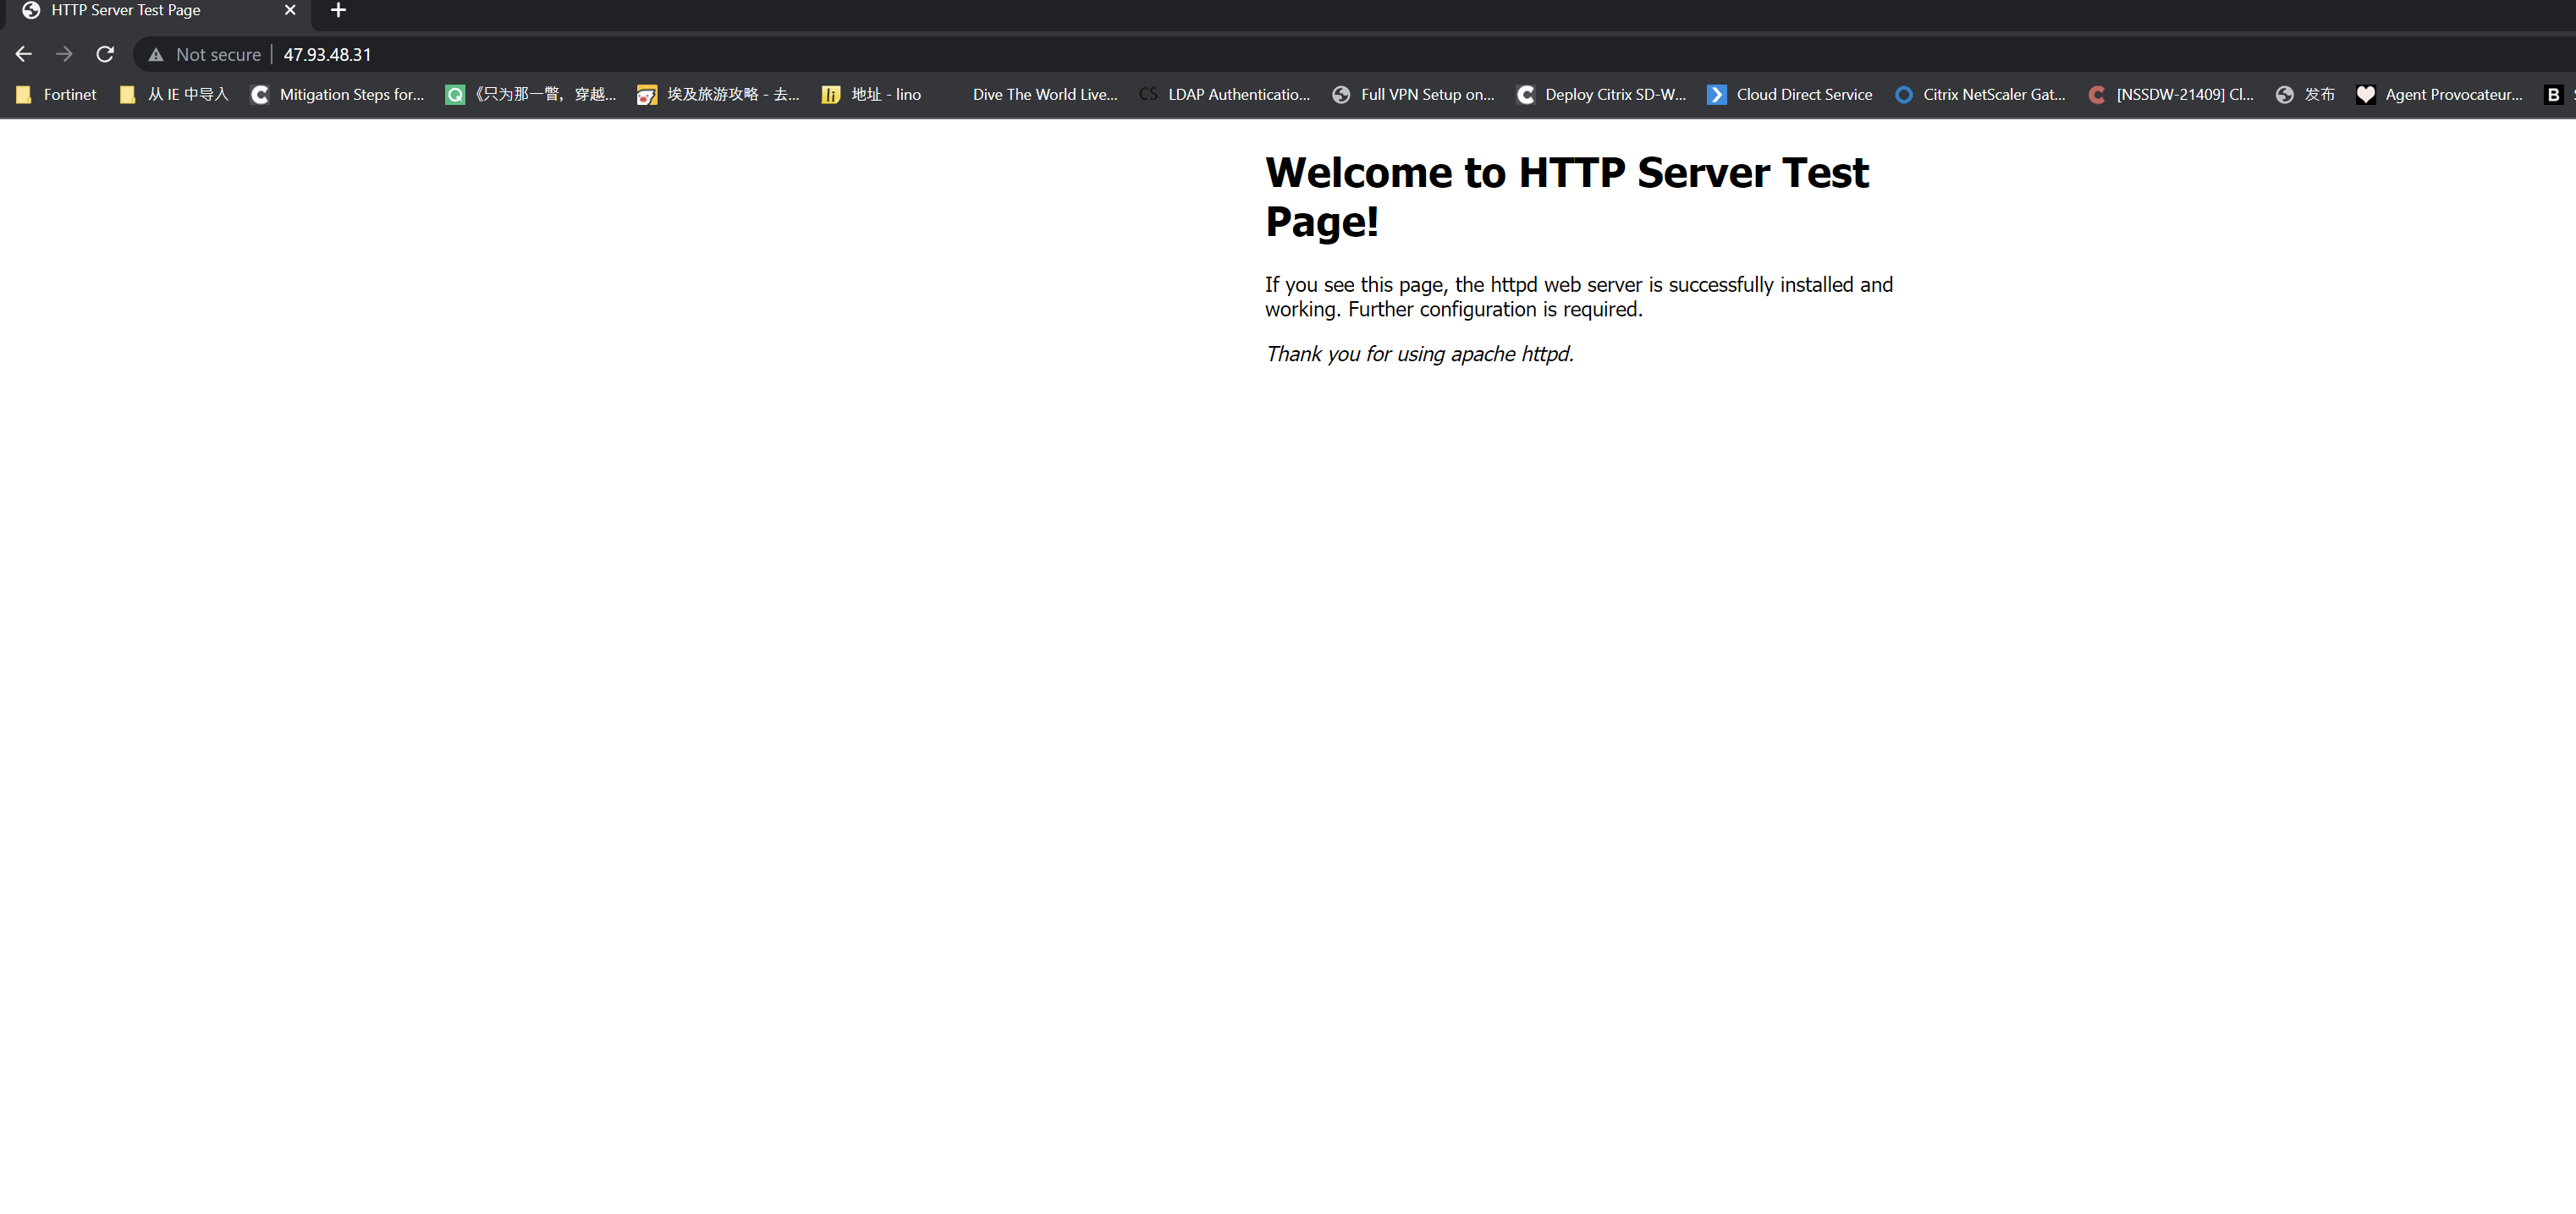 HTTP Server Test Page
Not secure 47.93.48.31
Fortinet 从 IE 中导入 Mitigation Steps for... 《只为那一瞥，穿越... 埃及旅游攻略 - 去... 地址 - lino Dive The World Live... CS LDAP Authenticatio... Full VPN Setup on... Deploy Citrix SD-W... Cloud Direct Service Citrix NetScaler Gat... [NSSDW-21409] Cl... 发布 Agent Provocateur... B
Welcome to HTTP Server Test
Page!
If you see this page, the httpd web server is successfully installed and
working. Further configuration is required.
Thank you for using apache httpd.